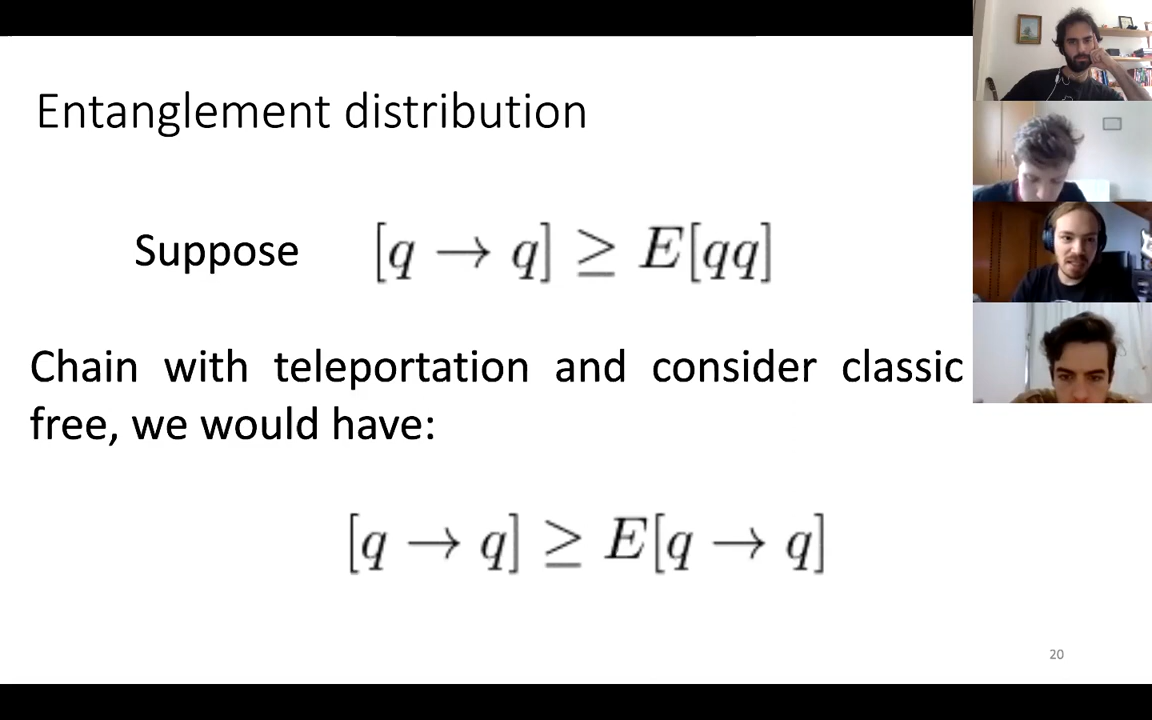 Entanglement distribution
Suppose [q → q] ≥ E[qq]
Chain with teleportation and consider classic
free, we would have:
[q → q] ≥ E[q → q]
20